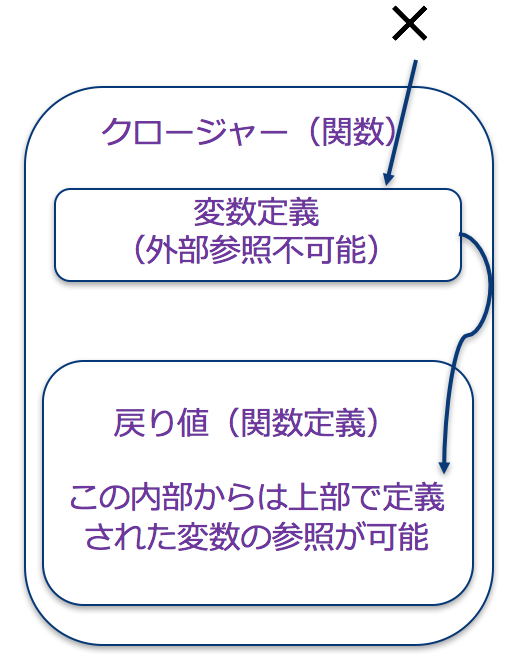 ×
クロージャー（関数）
変数定義
（外部参照不可能）
戻り値（関数定義）
この内部からは上部で定義
された変数の参照が可能